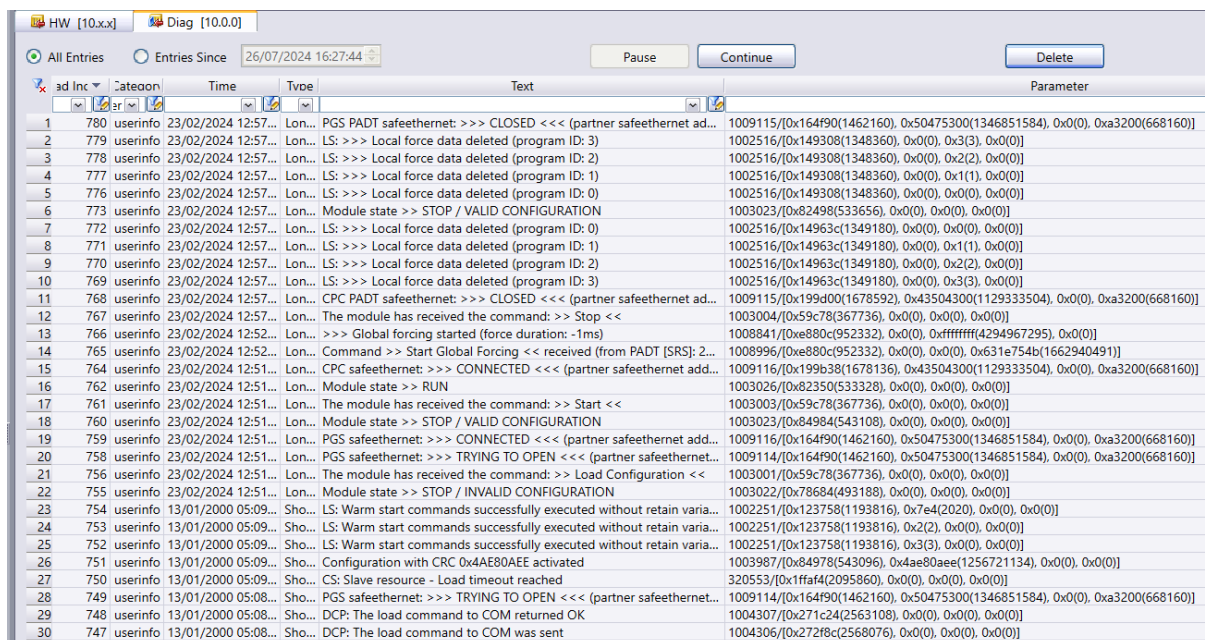 HW [10.x.x] Diag [10.0.0]
All Entries Entries Since 26/07/2024 16:27:44 Pause Continue Delete
ad Inc Categor Time Type Text Parameter
er
1 780 userinfo 23/02/2024 12:57... Lon... PGS PADT safeethernet: >>> CLOSED <<< (partner safeethernet ad... 1009115/[0x164f90(1462160), 0x50475300(1346851584), 0x0(0), 0xa3200(668160)]
2 779 userinfo 23/02/2024 12:57... Lon... LS: >>> Local force data deleted (program ID: 3) 1002516/[0x149308(1348360), 0x0(0), 0x3(3), 0x0(0)]
3 778 userinfo 23/02/2024 12:57... Lon... LS: >>> Local force data deleted (program ID: 2) 1002516/[0x149308(1348360), 0x0(0), 0x2(2), 0x0(0)]
4 777 userinfo 23/02/2024 12:57... Lon... LS: >>> Local force data deleted (program ID: 1) 1002516/[0x149308(1348360), 0x0(0), 0x1(1), 0x0(0)]
5 776 userinfo 23/02/2024 12:57... Lon... LS: >>> Local force data deleted (program ID: 0) 1002516/[0x149308(1348360), 0x0(0), 0x0(0), 0x0(0)]
6 773 userinfo 23/02/2024 12:57... Lon... Module state >> STOP / VALID CONFIGURATION 1003023/[0x82498(533656), 0x0(0), 0x0(0), 0x0(0)]
7 772 userinfo 23/02/2024 12:57... Lon... LS: >>> Local force data deleted (program ID: 0) 1002516/[0x14963c(1349180), 0x0(0), 0x0(0), 0x0(0)]
8 771 userinfo 23/02/2024 12:57... Lon... LS: >>> Local force data deleted (program ID: 1) 1002516/[0x14963c(1349180), 0x0(0), 0x1(1), 0x0(0)]
9 770 userinfo 23/02/2024 12:57... Lon... LS: >>> Local force data deleted (program ID: 2) 1002516/[0x14963c(1349180), 0x0(0), 0x2(2), 0x0(0)]
10 769 userinfo 23/02/2024 12:57... Lon... LS: >>> Local force data deleted (program ID: 3) 1002516/[0x14963c(1349180), 0x0(0), 0x3(3), 0x0(0)]
11 768 userinfo 23/02/2024 12:57... Lon... CPC PADT safeethernet: >>> CLOSED <<< (partner safeethernet ad... 1009115/[0x199d00(1678592), 0x43504300(1129333504), 0x0(0), 0xa3200(668160)]
12 767 userinfo 23/02/2024 12:57... Lon... The module has received the command: >> Stop << 1003004/[0x59c78(367736), 0x0(0), 0x0(0), 0x0(0)]
13 766 userinfo 23/02/2024 12:52... Lon... >>> Global forcing started (force duration: -1ms) 1008841/[0xe880c(952332), 0x0(0), 0xffffffff(4294967295), 0x0(0)]
14 765 userinfo 23/02/2024 12:52... Lon... Command >> Start Global Forcing << received (from PADT [SRS]: 2... 1008996/[0xe880c(952332), 0x0(0), 0x0(0), 0x631e754b(1662940491)]
15 764 userinfo 23/02/2024 12:52... Lon... CPC safeethernet: >>> CONNECTED <<< (partner safeethernet add... 1009116/[0x199b38(1678136), 0x43504300(1129333504), 0x0(0), 0xa3200(668160)]
16 762 userinfo 23/02/2024 12:51... Lon... Module state >> RUN 1003026/[0x82350(533328), 0x0(0), 0x0(0), 0x0(0)]
17 761 userinfo 23/02/2024 12:51... Lon... The module has received the command: >> Start << 1003003/[0x59c78(367736), 0x0(0), 0x0(0), 0x0(0)]
18 760 userinfo 23/02/2024 12:51... Lon... Module state >> STOP / VALID CONFIGURATION 1003023/[0x84984(543108), 0x0(0), 0x0(0), 0x0(0)]
19 759 userinfo 23/02/2024 12:51... Lon... PGS safeethernet: >>> CONNECTED <<< (partner safeethernet add... 1009116/[0x164f90(1462160), 0x50475300(1346851584), 0x0(0), 0xa3200(668160)]
20 758 userinfo 23/02/2024 12:51... Lon... PGS safeethernet: >>> TRYING TO OPEN <<< (partner safeethernet... 1009114/[0x164f90(1462160), 0x50475300(1346851584), 0x0(0), 0xa3200(668160)]
21 756 userinfo 23/02/2024 12:51... Lon... The module has received the command: >> Load Configuration << 1003001/[0x59c78(367736), 0x0(0), 0x0(0), 0x0(0)]
22 755 userinfo 23/02/2024 12:51... Lon... Module state >> STOP / INVALID CONFIGURATION 1003022/[0x78684(493188), 0x0(0), 0x0(0), 0x0(0)]
23 754 userinfo 13/01/2000 05:09... Sho... LS: Warm start commands successfully executed without retain varia... 1002251/[0x123758(1193816), 0x7e4(2020), 0x0(0), 0x0(0)]
24 753 userinfo 13/01/2000 05:09... Sho... LS: Warm start commands successfully executed without retain varia... 1002251/[0x123758(1193816), 0x2(2), 0x0(0), 0x0(0)]
25 752 userinfo 13/01/2000 05:09... Sho... LS: Warm start commands successfully executed without retain varia... 1002251/[0x123758(1193816), 0x3(3), 0x0(0), 0x0(0)]
26 751 userinfo 13/01/2000 05:09... Sho... Configuration with CRC 0x4AE80AEE activated 1003987/[0x84978(543096), 0x4ae80aee(1256721134), 0x0(0), 0x0(0)]
27 750 userinfo 13/01/2000 05:09... Sho... CS: Slave resource - Load timeout reached 320553/[0x1ffaf4(2095860), 0x0(0), 0x0(0), 0x0(0)]
28 749 userinfo 13/01/2000 05:08... Sho... PGS safeethernet: >>> TRYING TO OPEN <<< (partner safeethernet... 1009114/[0x164f90(1462160), 0x50475300(1346851584), 0x0(0), 0xa3200(668160)]
29 748 userinfo 13/01/2000 05:08... Sho... DCP: The load command to COM returned OK 1004307/[0x271c24(2563108), 0x0(0), 0x0(0), 0x0(0)]
30 747 userinfo 13/01/2000 05:08... Sho... DCP: The load command to COM was sent 1004306/[0x272f8c(2568076), 0x0(0), 0x0(0), 0x0(0)]